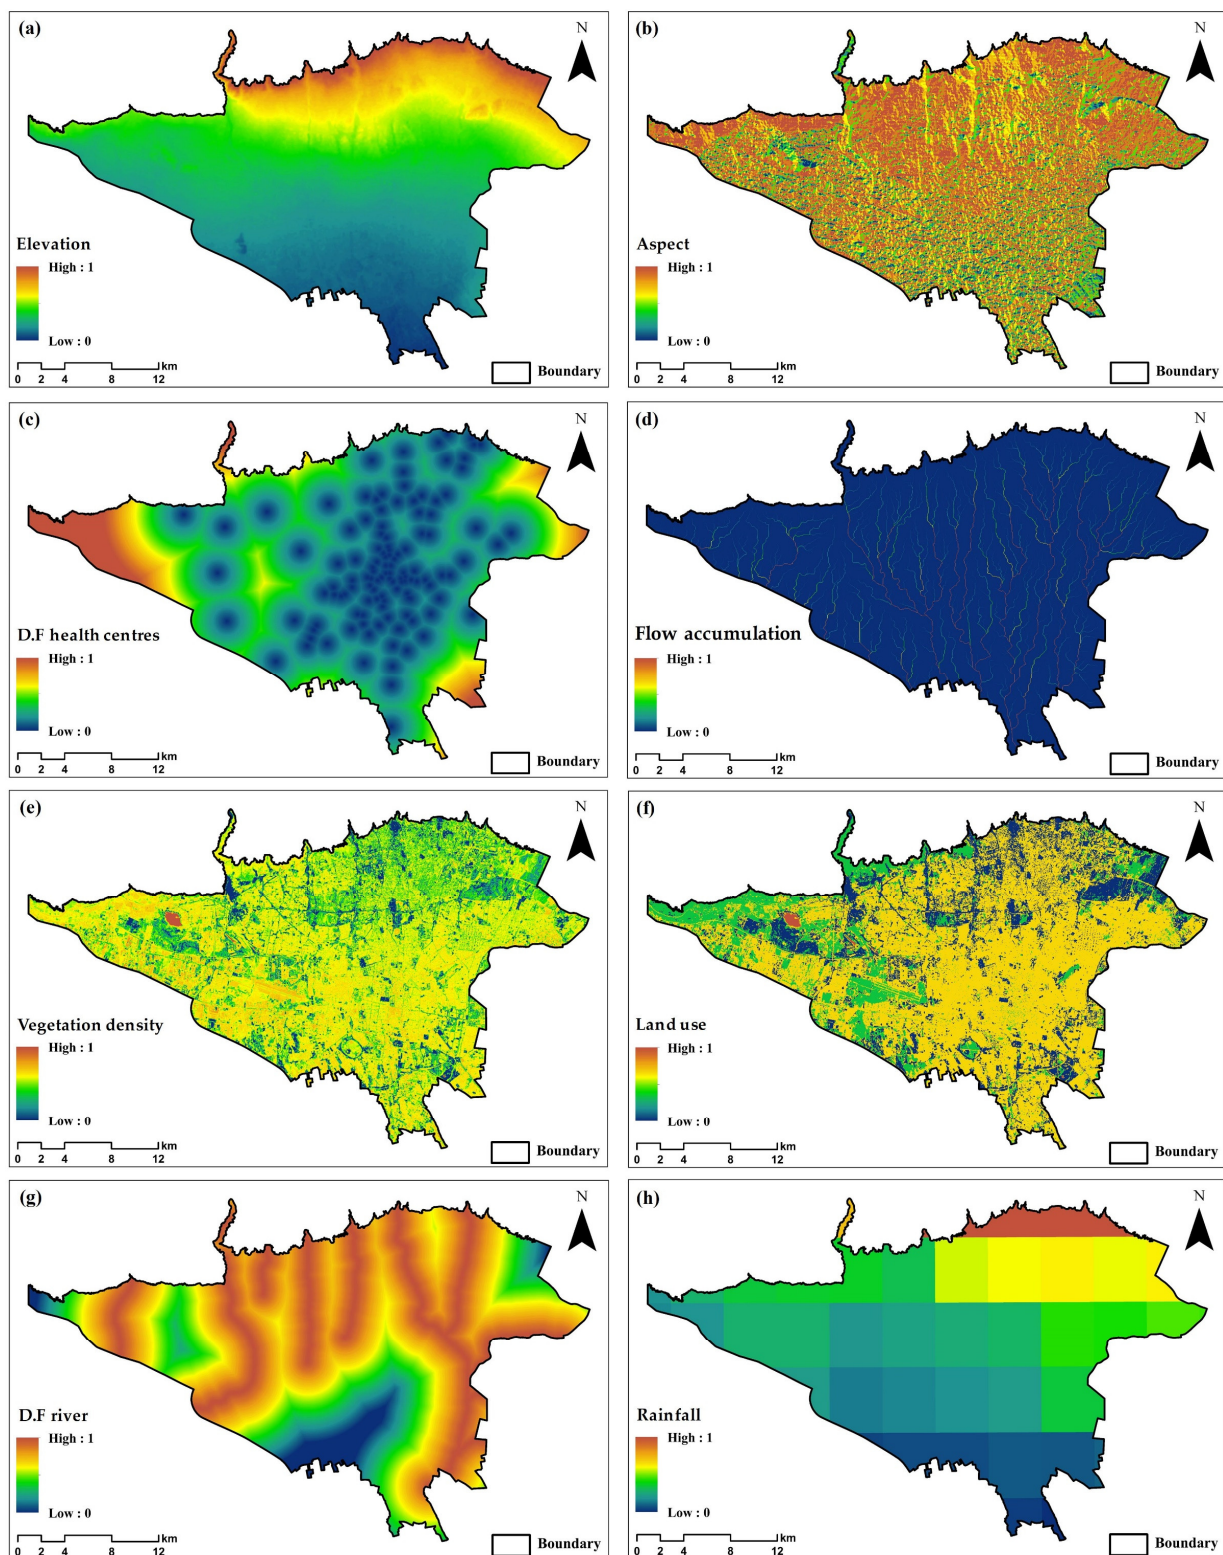 (a)
N
Elevation
High : 1
Low : 0
km
0 2 4 8 12
Boundary
(b)
N
Aspect
High : 1
Low : 0
km
0 2 4 8 12
Boundary
(c)
N
D.F health centres
High : 1
Low : 0
km
0 2 4 8 12
Boundary
(d)
N
Flow accumulation
High : 1
Low : 0
km
0 2 4 8 12
Boundary
(e)
N
Vegetation density
High : 1
Low : 0
km
0 2 4 8 12
Boundary
(f)
N
Land use
High : 1
Low : 0
km
0 2 4 8 12
Boundary
(g)
N
D.F river
High : 1
Low : 0
km
0 2 4 8 12
Boundary
(h)
N
Rainfall
High : 1
Low : 0
km
0 2 4 8 12
Boundary